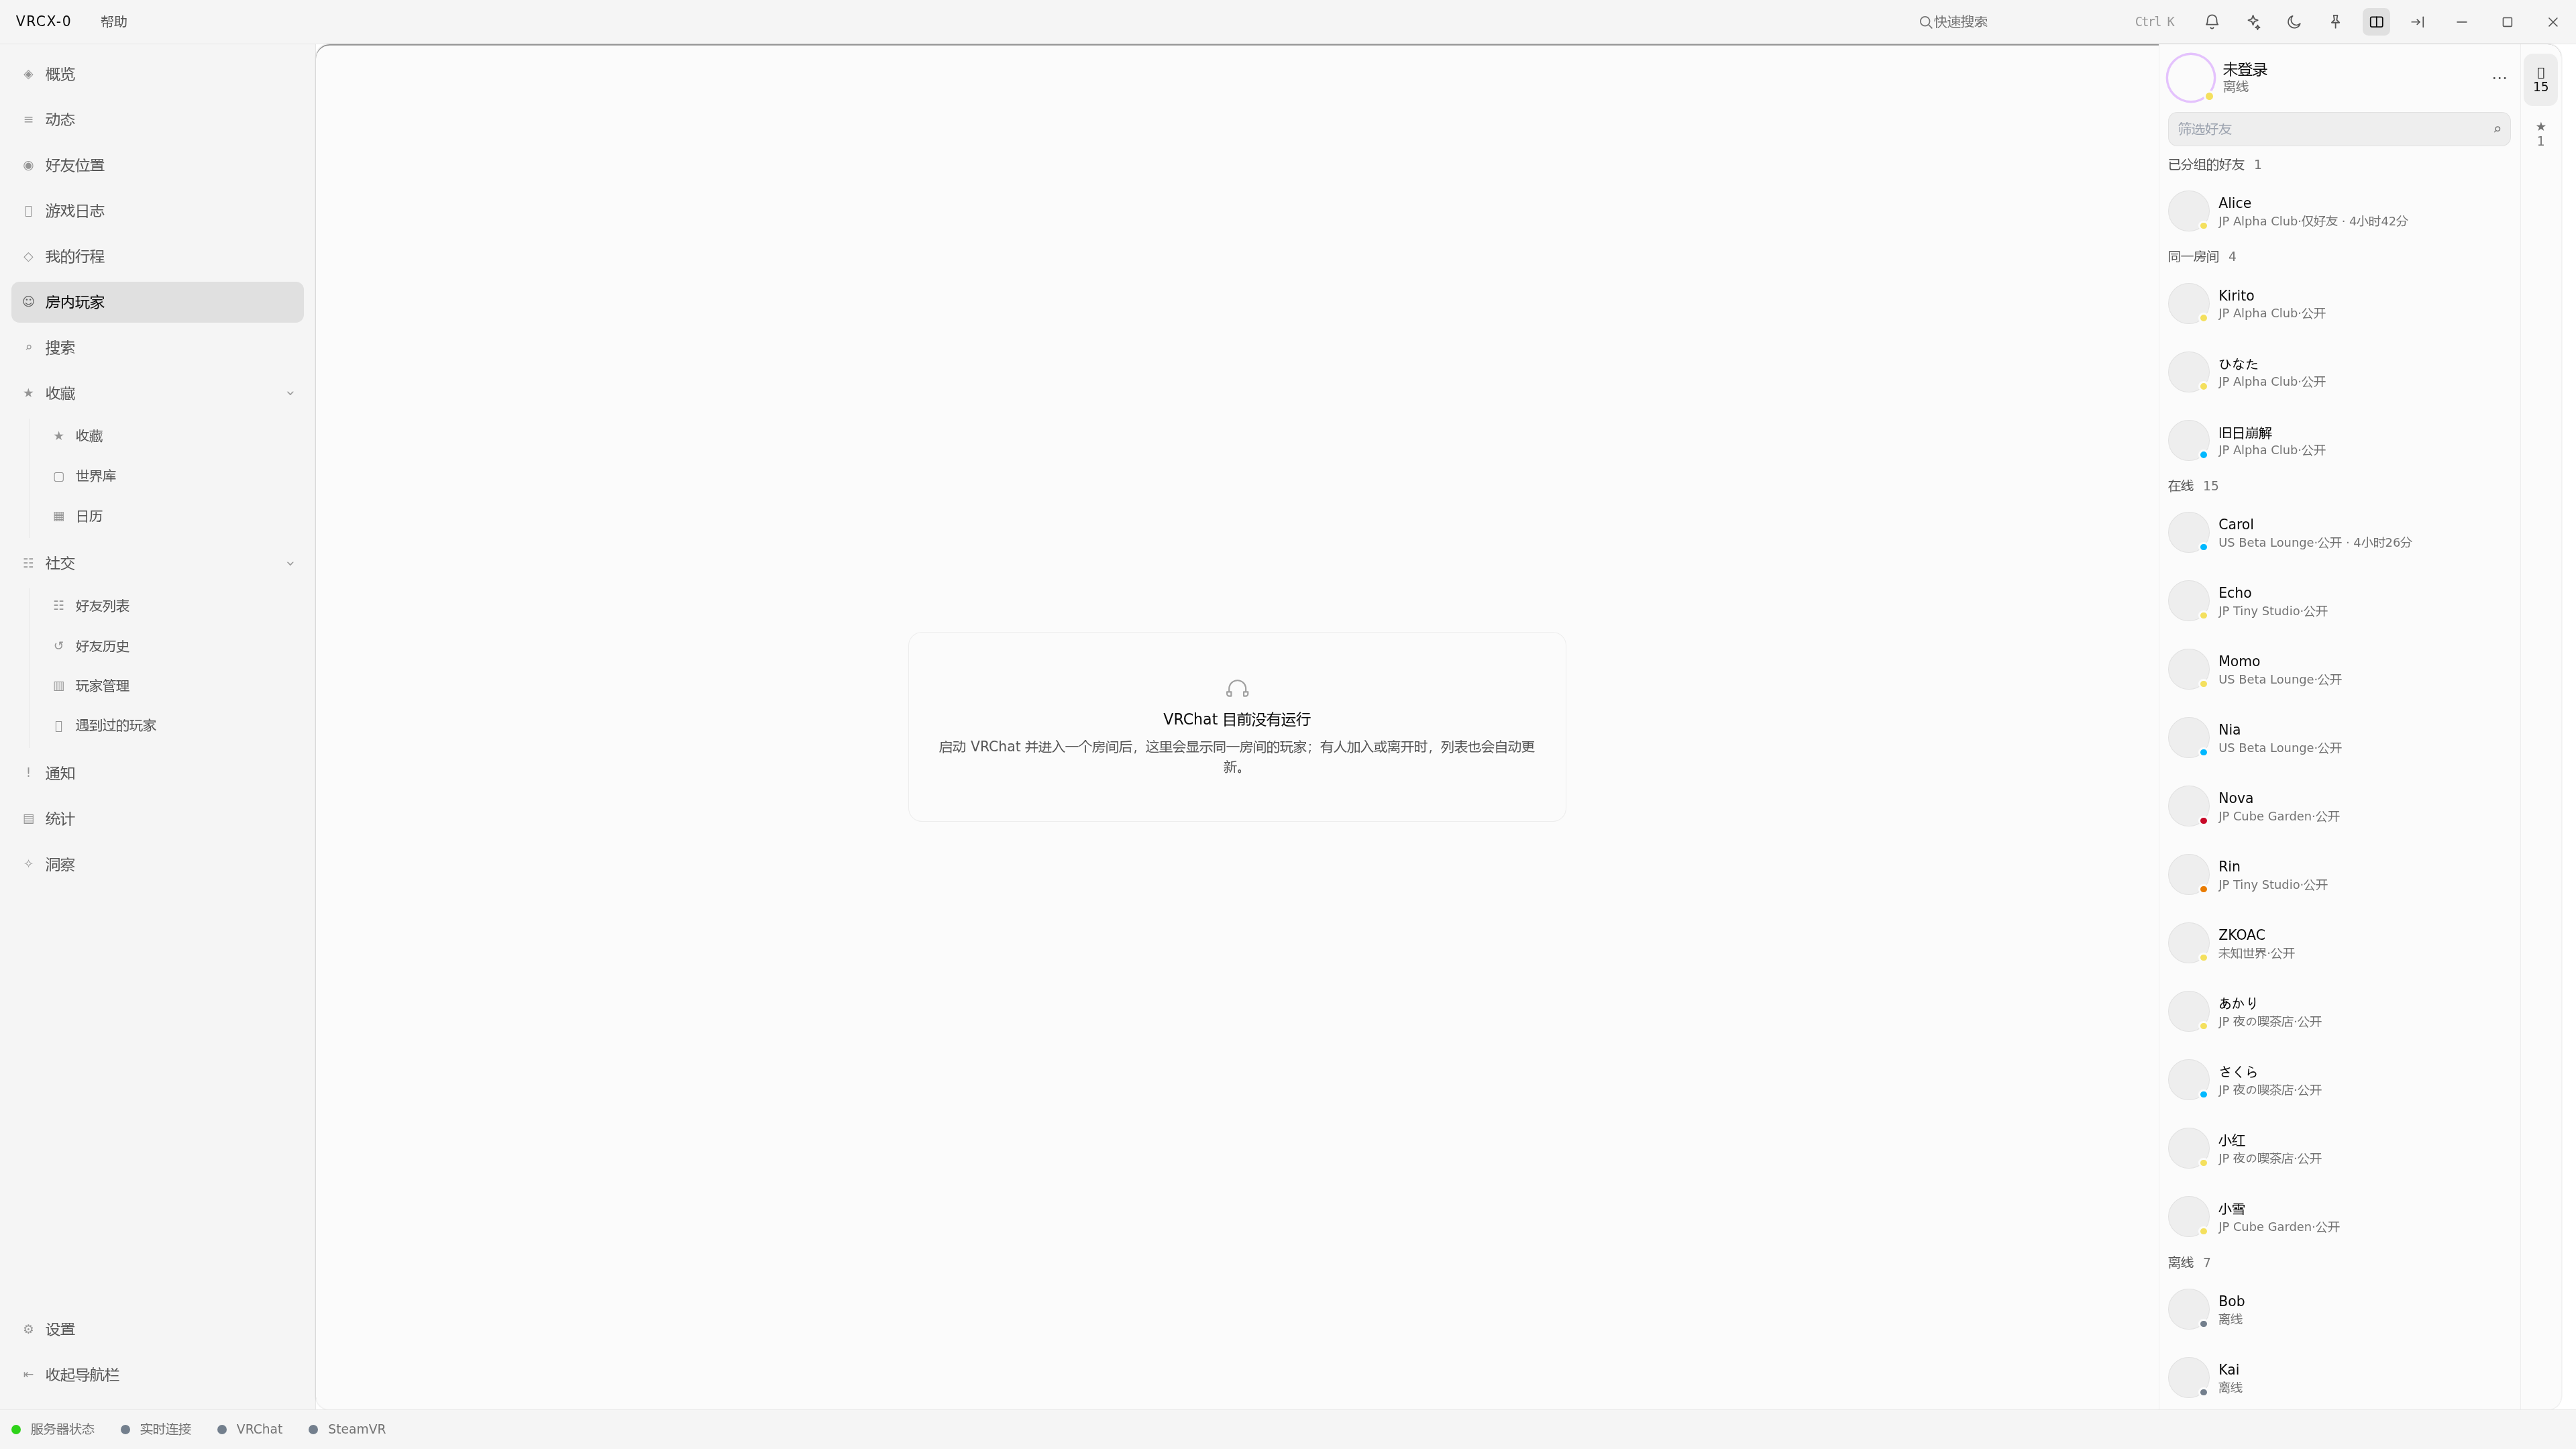 VRCX-0
帮助
快速搜索
Ctrl K
概览
动态
好友位置
游戏日志
我的行程
房内玩家
搜索
收藏
收藏
世界库
日历
社交
好友列表
好友历史
玩家管理
遇到过的玩家
通知
统计
洞察
设置
收起导航栏
VRChat 目前没有运行
启动 VRChat 并进入一个房间后，这里会显示同一房间的玩家；有人加入或离开时，列表也会自动更
新。
未登录
离线
15
1
筛选好友
已分组的好友 1
Alice
JP Alpha Club·仅好友 · 4小时42分
同一房间 4
Kirito
JP Alpha Club·公开
ひなた
JP Alpha Club·公开
旧日崩解
JP Alpha Club·公开
在线 15
Carol
US Beta Lounge·公开 · 4小时26分
Echo
JP Tiny Studio·公开
Momo
US Beta Lounge·公开
Nia
US Beta Lounge·公开
Nova
JP Cube Garden·公开
Rin
JP Tiny Studio·公开
ZKOAC
未知世界·公开
あかり
JP 夜の喫茶店·公开
さくら
JP 夜の喫茶店·公开
小红
JP 夜の喫茶店·公开
小雪
JP Cube Garden·公开
离线 7
Bob
离线
Kai
离线
服务器状态
实时连接
VRChat
SteamVR